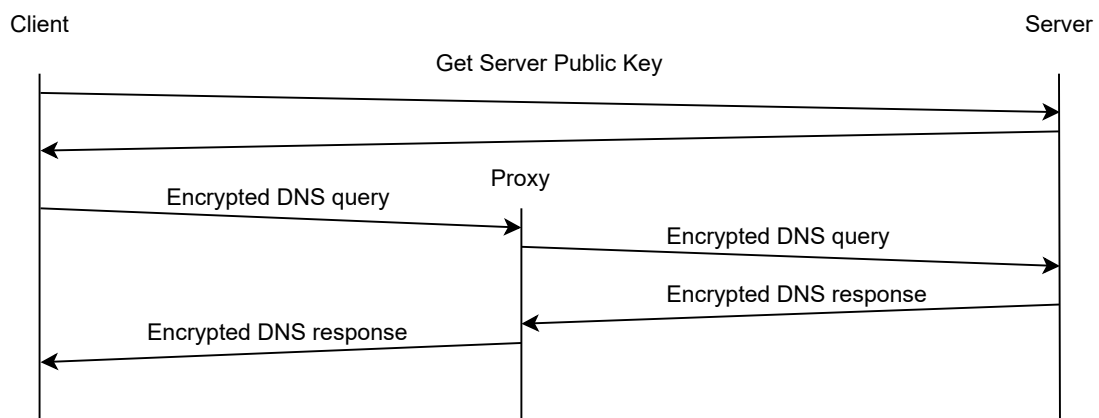 Client
Server
Get Server Public Key
Proxy
Encrypted DNS query
Encrypted DNS query
Encrypted DNS response
Encrypted DNS response